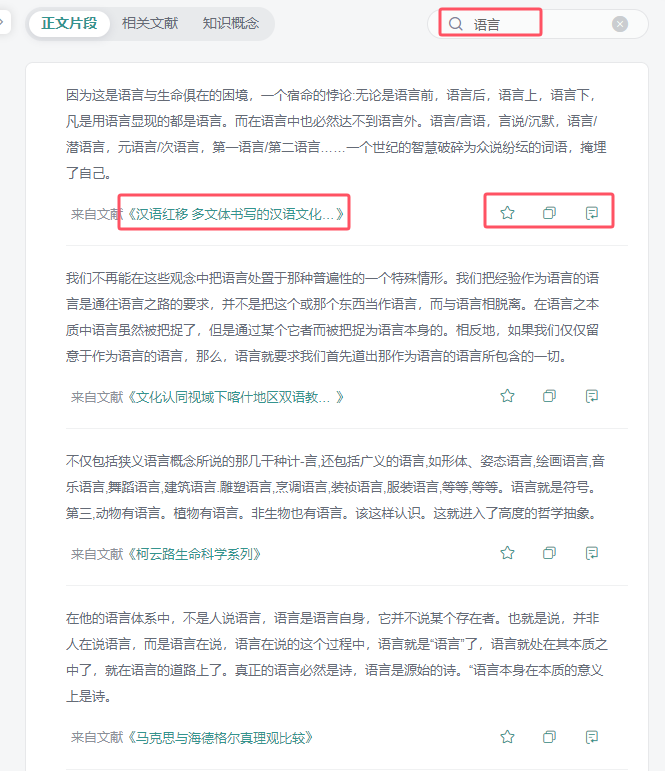 正文片段 相关文献 知识概念 语言
因为这是语言与生命俱在的困境，一个宿命的悖论:无论是语言前，语言后，语言上，语言下，
凡是用语言显现的都是语言。而在语言中也必然达不到语言外。语言/言语，言说/沉默，语言/
潜语言，元语言/次语言，第一语言/第二语言……一个世纪的智慧破碎为众说纷纭的词语，掩埋
了自己。
来自文献《汉语红移 多文体书写的汉语文化... 》
我们不再能在这些观念中把语言处置于那种普遍性的一个特殊情形。我们把经验作为语言的语
言是通往语言之路的要求，并不是把这个或那个东西当作语言，而与语言相脱离。在语言之本
质中语言虽然被把捉了，但是通过某个它者而被把捉为语言本身的。相反地，如果我们仅仅留
意于作为语言的语言，那么，语言就要求我们首先道出那作为语言的语言所包含的一切。
来自文献《文化认同视域下喀什地区双语教... 》
不仅包括狭义语言概念所说的那几干种计-言,还包括广义的语言,如形体、姿态语言,绘画语言,音
乐语言,舞蹈语言,建筑语言.雕塑语言,烹调语言,装祯语言,服装语言,等等,等等。语言就是符号。
第三,动物有语言。植物有语言。非生物也有语言。该这样认识。这就进入了高度的哲学抽象。
来自文献《柯云路生命科学系列》
在他的语言体系中，不是人说语言，语言是语言自身，它并不说某个存在者。也就是说，并非
人在说语言，而是语言在说，语言在说的这个过程中，语言就是“语言”了，语言就处在其本质之
中了，就在语言的道路上了。真正的语言必然是诗，语言是源始的诗。“语言本身在本质的意义
上是诗。
来自文献《马克思与海德格尔真理观比较》